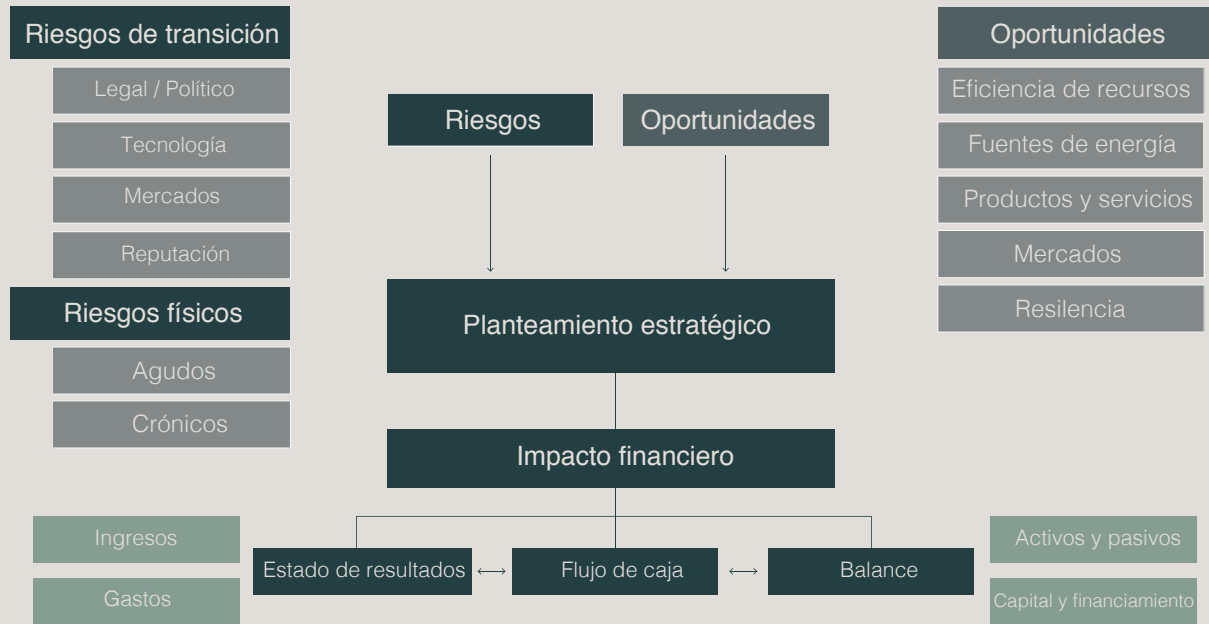 Riesgos de transición
Legal / Político
Tecnología
Mercados
Reputación
Riesgos físicos
Agudos
Crónicos
Riesgos
Oportunidades
Planteamiento estratégico
Impacto financiero
Oportunidades
Eficiencia de recursos
Fuentes de energía
Productos y servicios
Mercados
Resilencia
Ingresos
Gastos
Estado de resultados
Flujo de caja
Balance
Activos y pasivos
Capital y financiamiento